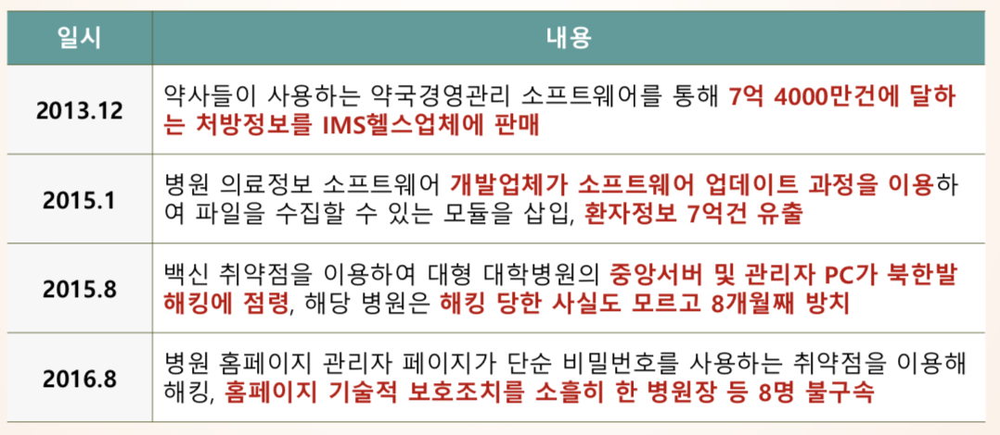 일시
내용
2013.12
약사들이 사용하는 약국경영관리 소프트웨어를 통해 7억 4000만건에 달하
는 처방정보를 IMS헬스업체에 판매
2015.1
병원 의료정보 소프트웨어 개발업체가 소프트웨어 업데이트 과정을 이용하
여 파일을 수집할 수 있는 모듈을 삽입, 환자정보 7억건 유출
2015.8
백신 취약점을 이용하여 대형 대학병원의 중앙서버 및 관리자 PC가 북한발
해킹에 점령, 해당 병원은 해킹 당한 사실도 모르고 8개월째 방치
2016.8
병원 홈페이지 관리자 페이지가 단순 비밀번호를 사용하는 취약점을 이용해
해킹, 홈페이지 기술적 보호조치를 소흘히 한 병원장 등 8명 불구속